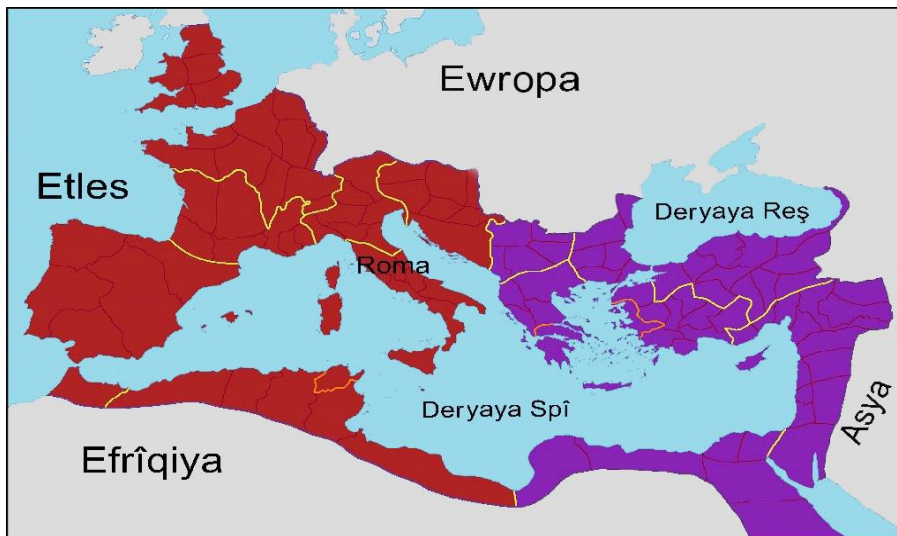 Ewropa
Etles
Deryaya Reş
Roma
Deryaya Spî
Asya
Efrîqiya